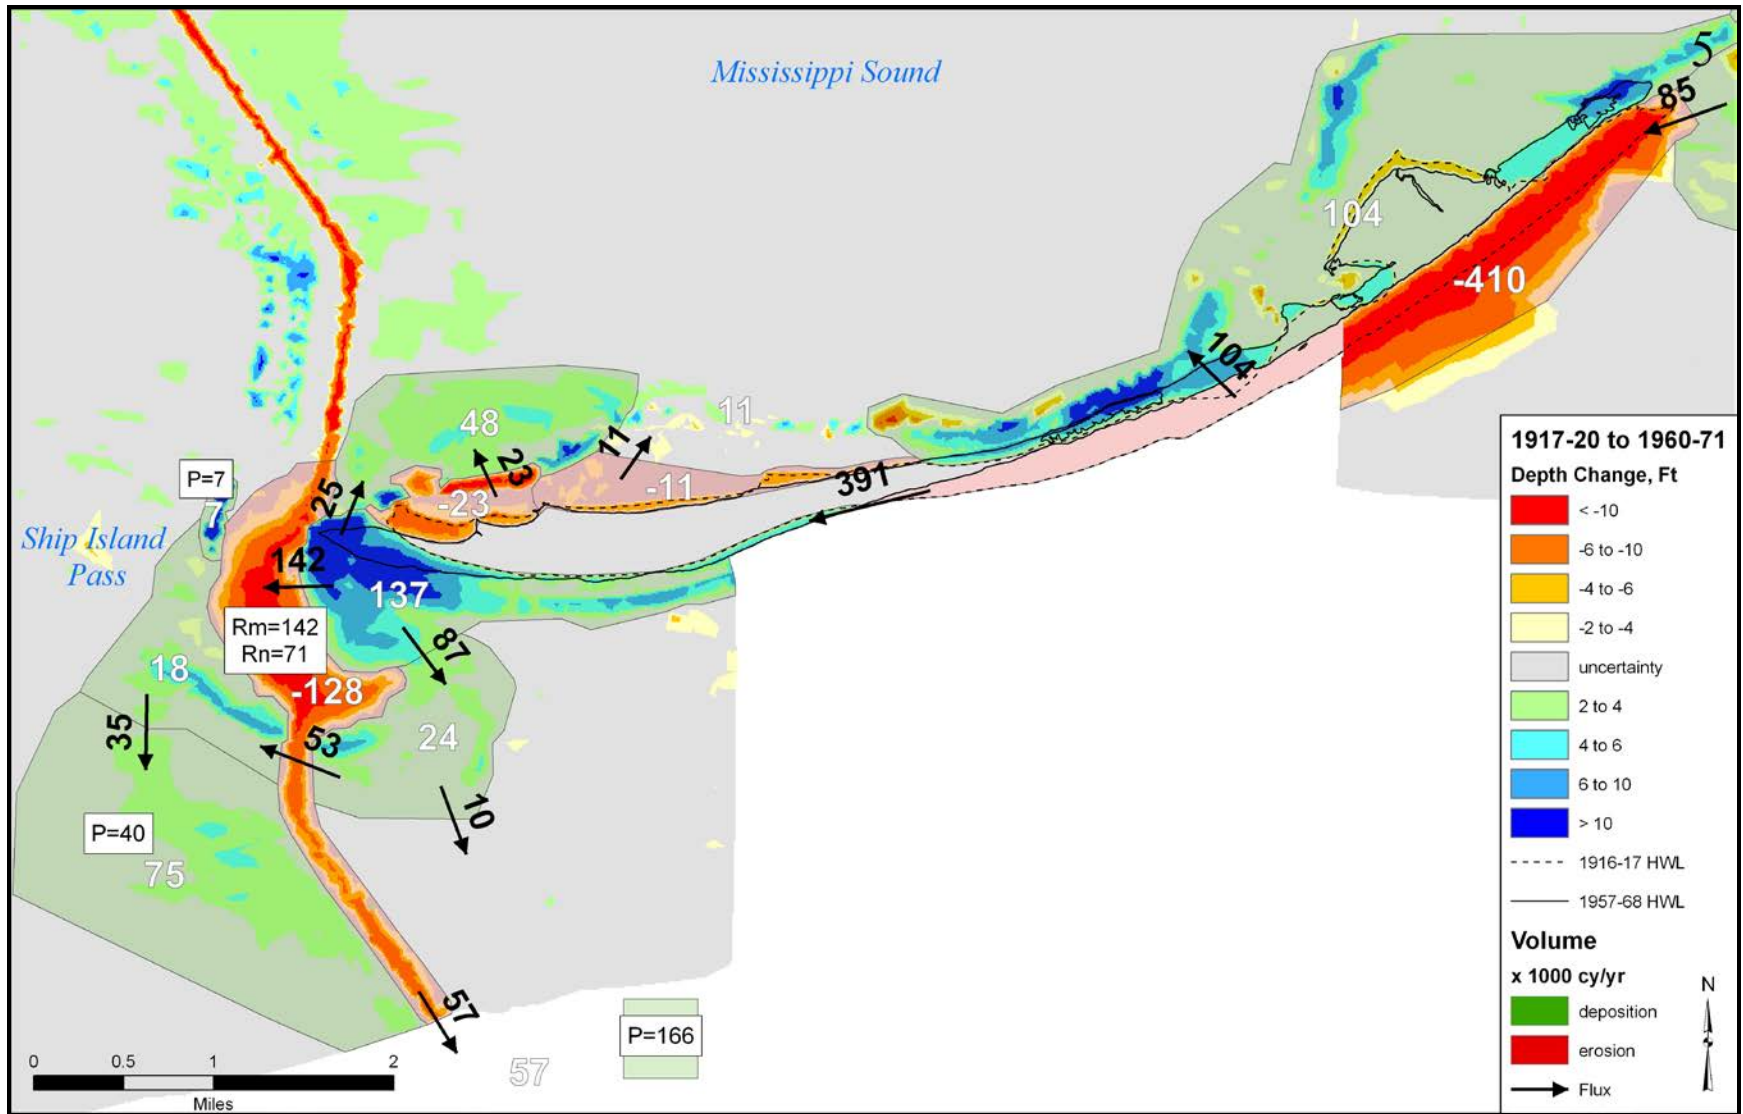 Mississippi Sound
5
85
104
-410
104
48
11
11
23
-23
-11
391
P=7
7
25
Ship Island
Pass
142
137
Rm=142
Rn=71
87
18
-128
24
35
53
10
P=40
75
57
57
P=166
0 0.5 1 2
Miles
1917-20 to 1960-71
Depth Change, Ft
< -10
-6 to -10
-4 to -6
-2 to -4
uncertainty
2 to 4
4 to 6
6 to 10
> 10
1916-17 HWL
1957-68 HWL
Volume
x 1000 cy/yr
N
deposition
erosion
Flux